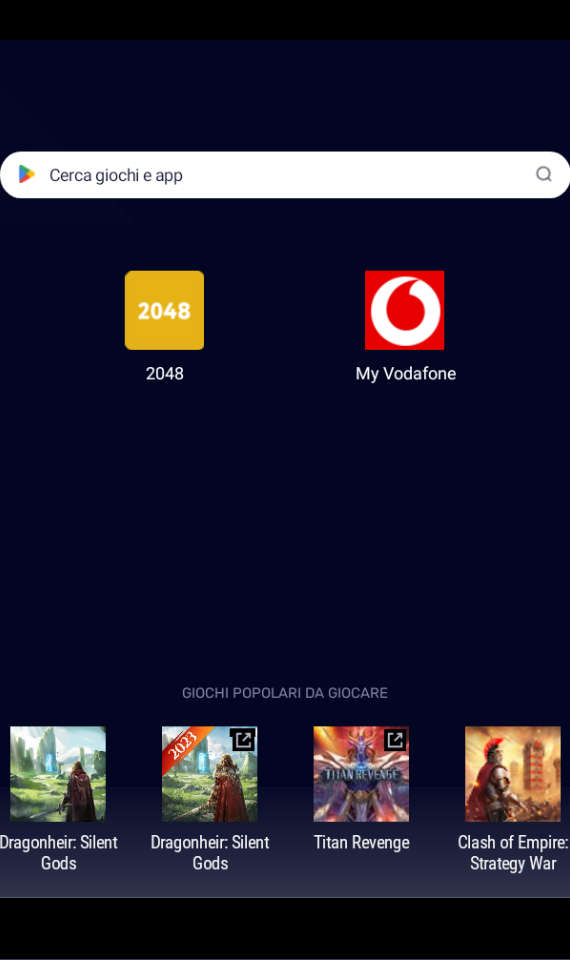 Cerca giochi e app
2048
2048
My Vodafone
GIOCHI POPOLARI DA GIOCARE
2023
TITAN REVENGE
Dragonheir: Silent
Gods
Dragonheir: Silent
Gods
Titan Revenge
Clash of Empire:
Strategy War